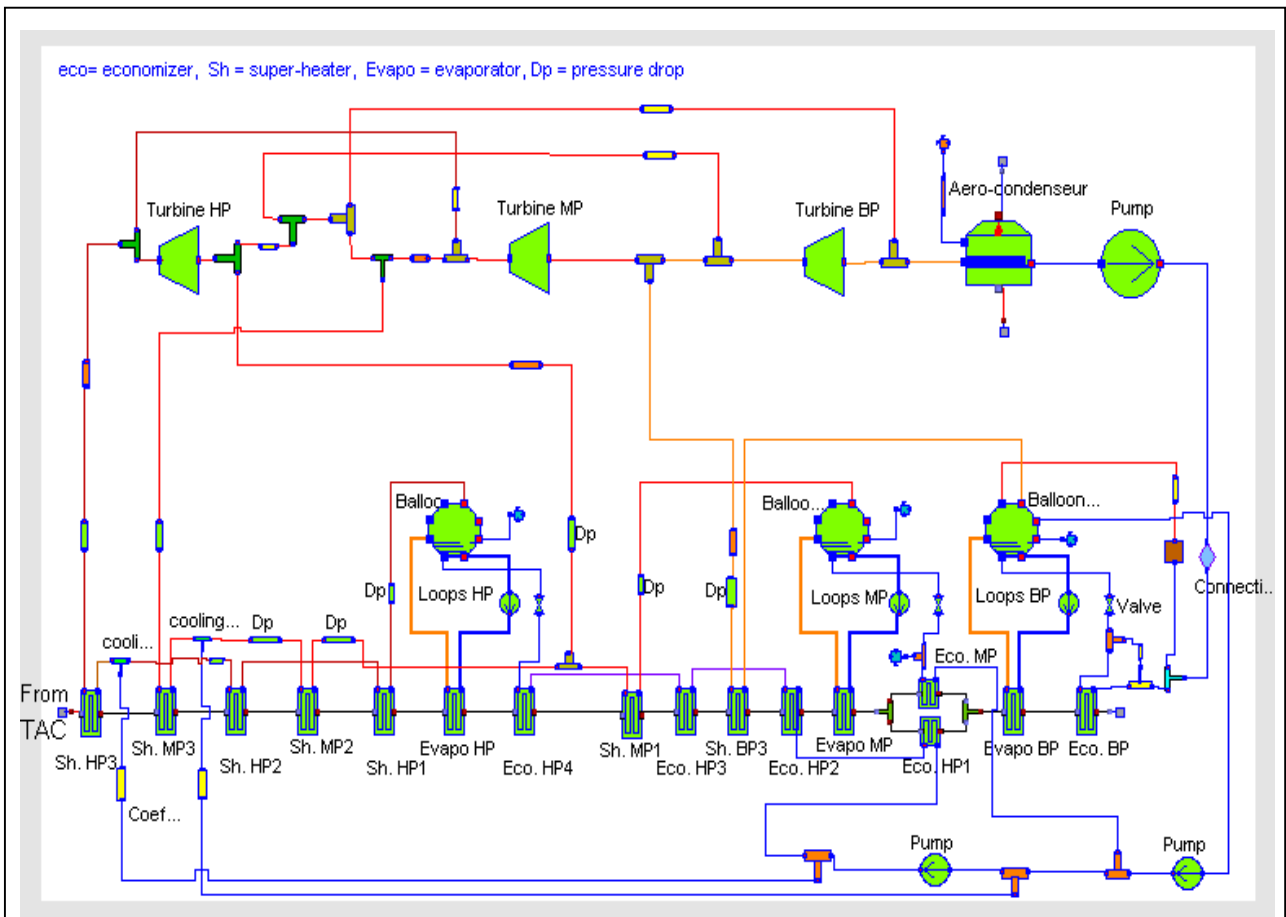 eco= economizer, Sh = super-heater, Evapo = evaporator, Dp = pressure drop
Aero-condenseur
Turbine HP
Turbine MP
Turbine BP
Pump
Balloo
Balloo...
Balloon...
Dp
Dp
Dp
Dp
Loops HP
Loops MP
Loops BP
Valve
Connecti...
cooling...
Dp
Dp
cooli...
Eco. MP
From
TAC
Sh. HP3
Sh. MP3
Sh. HP2
Sh. MP2
Sh. HP1
Evapo HP
Eco. HP4
Sh. MP1
Eco. HP3
Sh. BP3
Eco. HP2
Evapo MP
Eco. HP1
Evapo BP
Eco. BP
Coef...
Pump
Pump